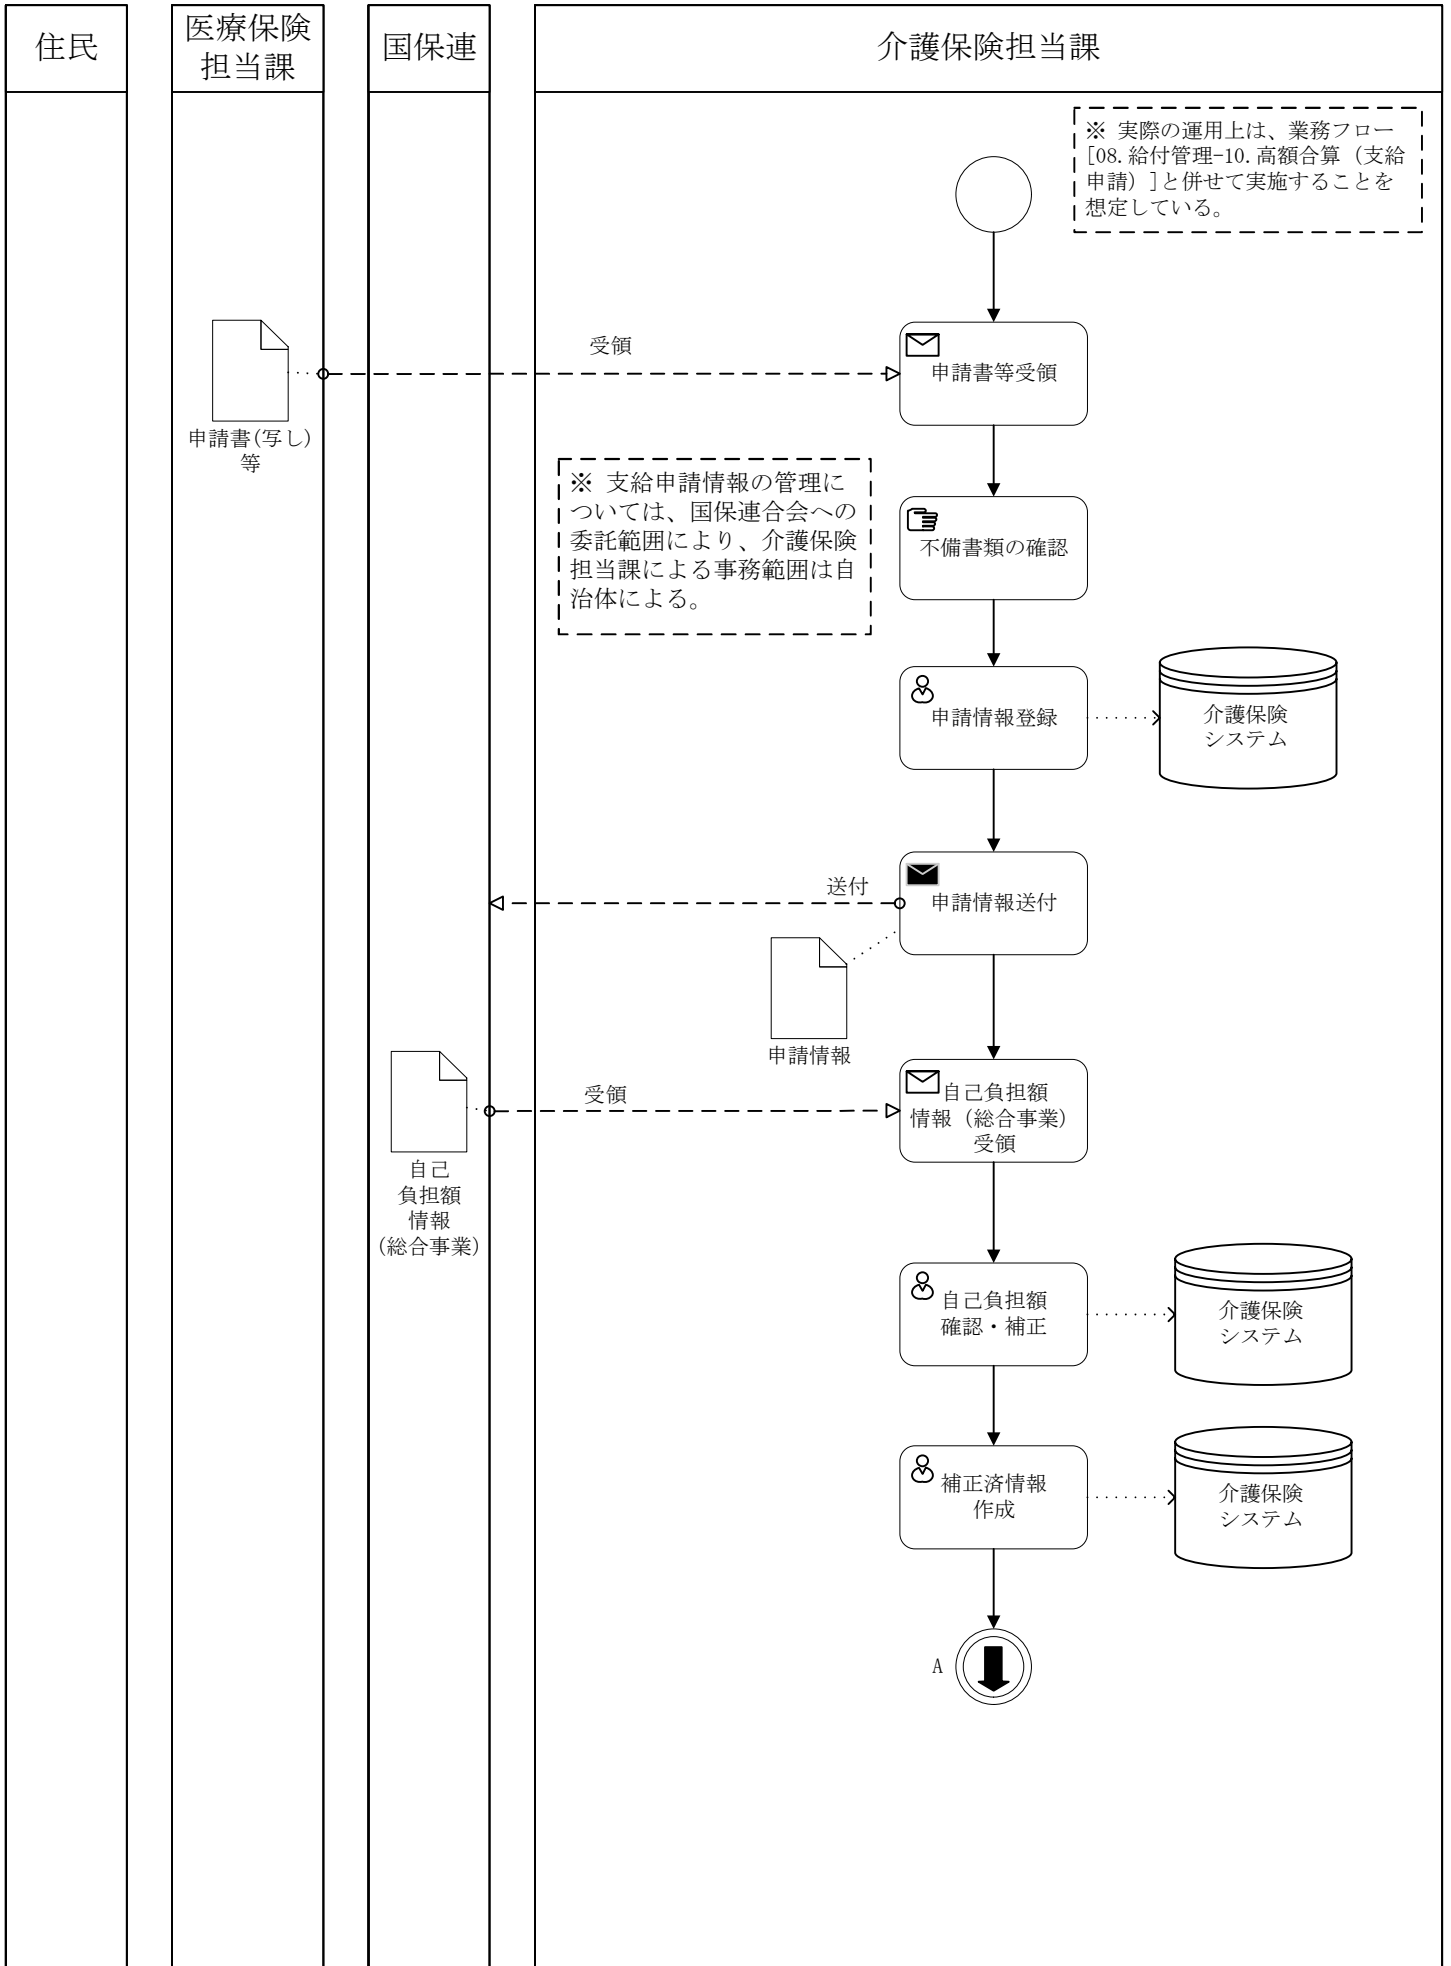 住民
医療保険
担当課
国保連
介護保険担当課
※ 実際の運用上は、業務フロー
[08.給付管理-10.高額合算（支給
申請）]と併せて実施することを
想定している。
受領
申請書等受領
申請書(写し)
等
※ 支給申請情報の管理に
ついては、国保連合会への
委託範囲により、介護保険
担当課による事務範囲は自
治体による。
不備書類の確認
申請情報登録
介護保険
システム
送付
申請情報送付
申請情報
受領
自己負担額
情報（総合事業）
受領
自己
負担額
情報
(総合事業)
自己負担額
確認・補正
介護保険
システム
補正済情報
作成
介護保険
システム
A